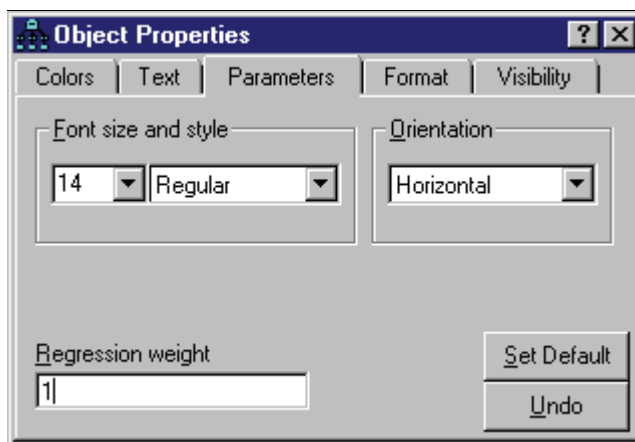 Object Properties
Colors Text Parameters Format Visibility
Font size and style
14 Regular
Orientation
Horizontal
Regression weight
1
Set Default
Undo